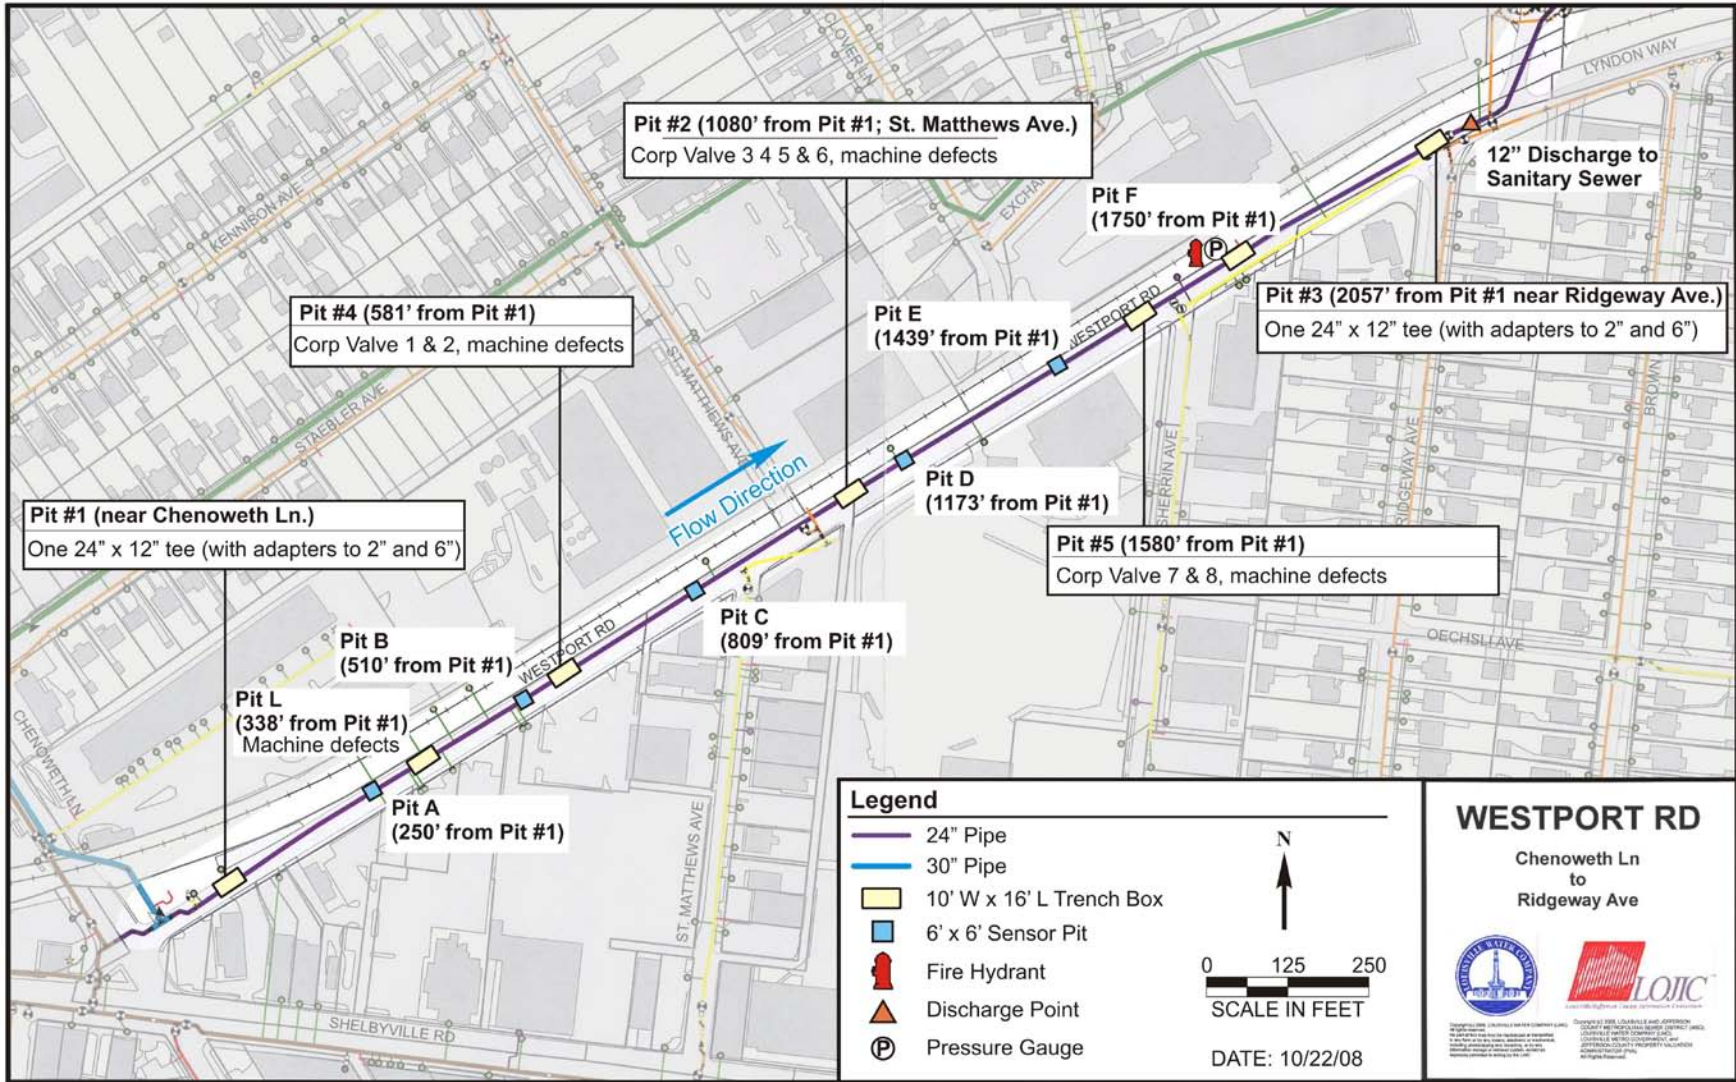 CLOVER LN
LYNDON WAY
Pit #2 (1080' from Pit #1; St. Matthews Ave.)
Corp Valve 3 4 5 & 6, machine defects
12" Discharge to
Sanitary Sewer
KENNISON AVE
Pit F
(1750' from Pit #1)
Pit #4 (581' from Pit #1)
Corp Valve 1 & 2, machine defects
Pit E
(1439' from Pit #1)
WESTPORT RD
Pit #3 (2057' from Pit #1 near Ridgeway Ave.)
One 24" x 12" tee (with adapters to 2" and 6")
STAEBLER AVE
ST. MATTHEWS AVE
BROWN
RIDGEWAY AVE
SHERRIN AVE
Flow Direction
Pit D
(1173' from Pit #1)
Pit #1 (near Chenoweth Ln.)
One 24" x 12" tee (with adapters to 2" and 6")
Pit #5 (1580' from Pit #1)
Corp Valve 7 & 8, machine defects
Pit C
(809' from Pit #1)
OECHSLI AVE
Pit B
(510' from Pit #1)
WESTPORT RD
Pit L
(338' from Pit #1)
Machine defects
CHENOWETH LN
Pit A
(250' from Pit #1)
ST. MATTHEWS AVE
SHELBYVILLE RD
Legend
24" Pipe
30" Pipe
10' W x 16' L Trench Box
6' x 6' Sensor Pit
Fire Hydrant
Discharge Point
P Pressure Gauge
N
0 125 250
SCALE IN FEET
DATE: 10/22/08
WESTPORT RD
Chenoweth Ln
to
Ridgeway Ave
LOUISVILLE WATER COMPANY
LOJIC
P